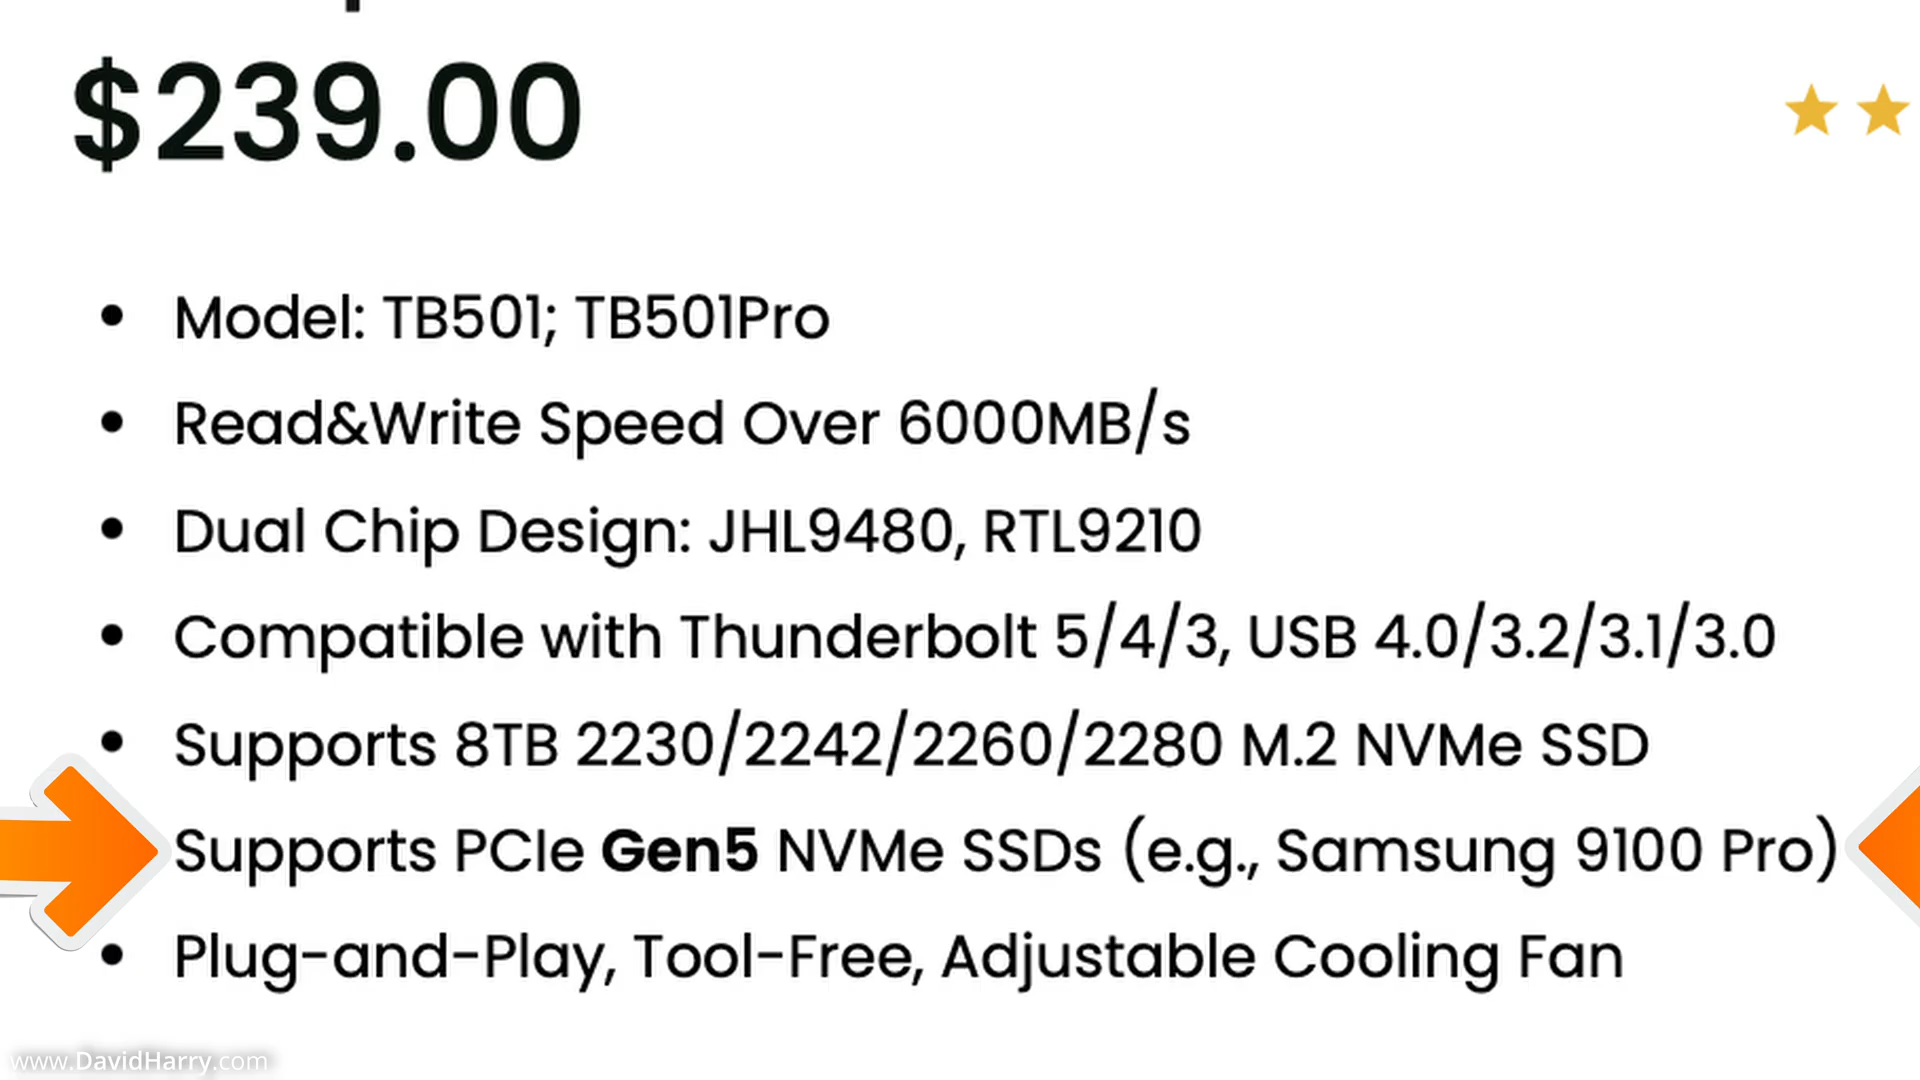 $239.00
• Model: TB501; TB501Pro
• Read&Write Speed Over 6000MB/s
• Dual Chip Design: JHL9480, RTL9210
• Compatible with Thunderbolt 5/4/3, USB 4.0/3.2/3.1/3.0
• Supports 8TB 2230/2242/2260/2280 M.2 NVMe SSD
Supports PCIe Gen5 NVMe SSDs (e.g., Samsung 9100 Pro)
• Plug-and-Play, Tool-Free, Adjustable Cooling Fan
www.DavidHarry.com